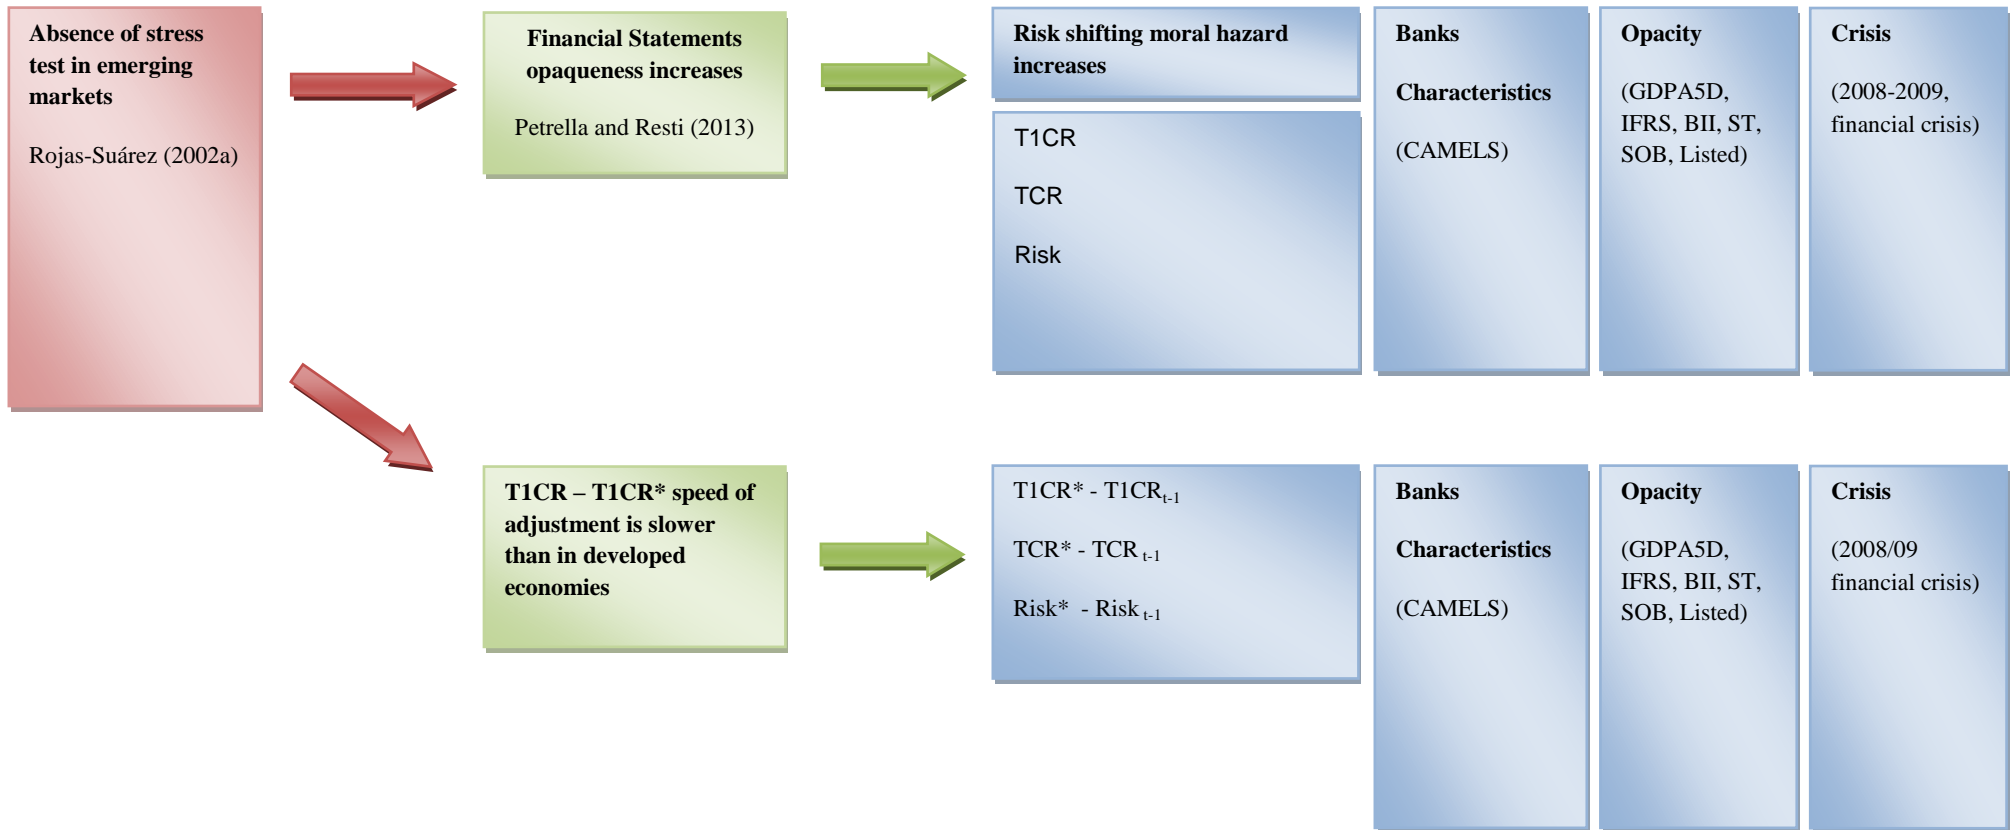 Absence of stress
test in emerging
markets
Rojas-Suárez (2002a)
Financial Statements
opaqueness increases
Petrella and Resti (2013)
Risk shifting moral hazard
increases
T1CR
TCR
Risk
Banks
Characteristics
(CAMELS)
Opacity
(GDPA5D,
IFRS, BII, ST,
SOB, Listed)
Crisis
(2008-2009,
financial crisis)
T1CR – T1CR* speed of
adjustment is slower
than in developed
economies
T1CR* - T1CRt-1
TCR* - TCR t-1
Risk* - Risk t-1
Banks
Characteristics
(CAMELS)
Opacity
(GDPA5D,
IFRS, BII, ST,
SOB, Listed)
Crisis
(2008/09
financial crisis)